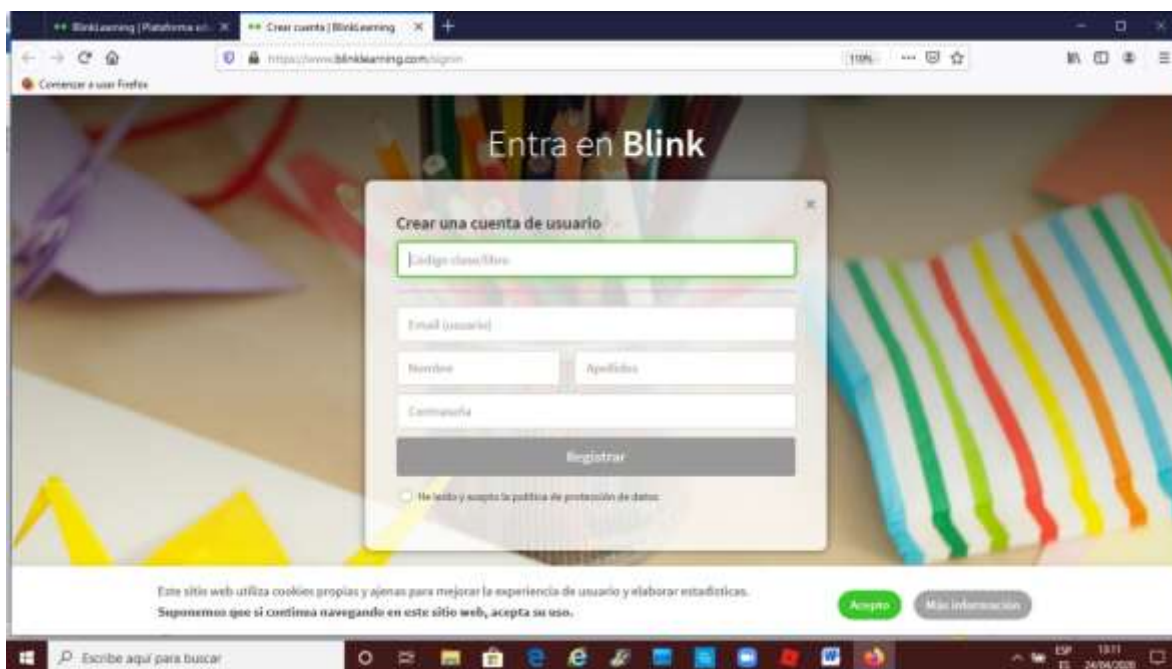 BlinkLearning | Plataforma ed
Crear cuenta | BlinkLearning
https://www.blinklearning.com/signin
110%
Comenzar a usar Firefox
Entra en Blink
Crear una cuenta de usuario
Código clase/libro
Email (usuario)
Nombre
Apellidos
Contraseña
Registrar
He leído y acepto la política de protección de datos
Este sitio web utiliza cookies propias y ajenas para mejorar la experiencia de usuario y elaborar estadísticas.
Suponemos que si continua navegando en este sitio web, acepta su uso.
Acepto
Más información
Escribe aquí para buscar
ESP
ES
13:11
24/04/2020